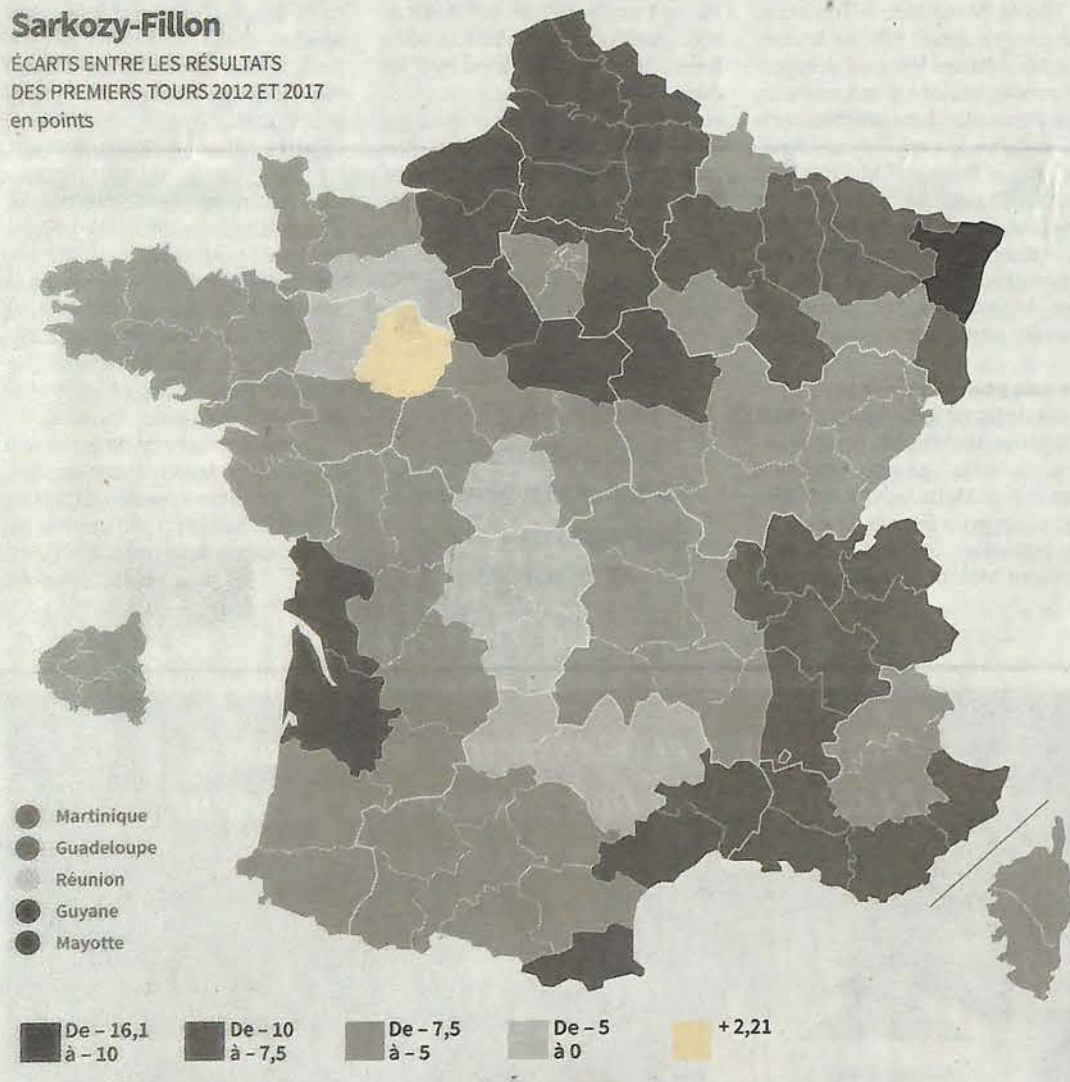 Sarkozy-Fillon
ÉCARTS ENTRE LES RÉSULTATS
DES PREMIERS TOURS 2012 ET 2017
en points
Martinique
Guadeloupe
Réunion
Guyane
Mayotte
De – 16,1
à – 10
De – 10
à – 7,5
De – 7,5
à – 5
De – 5
à 0
+ 2,21